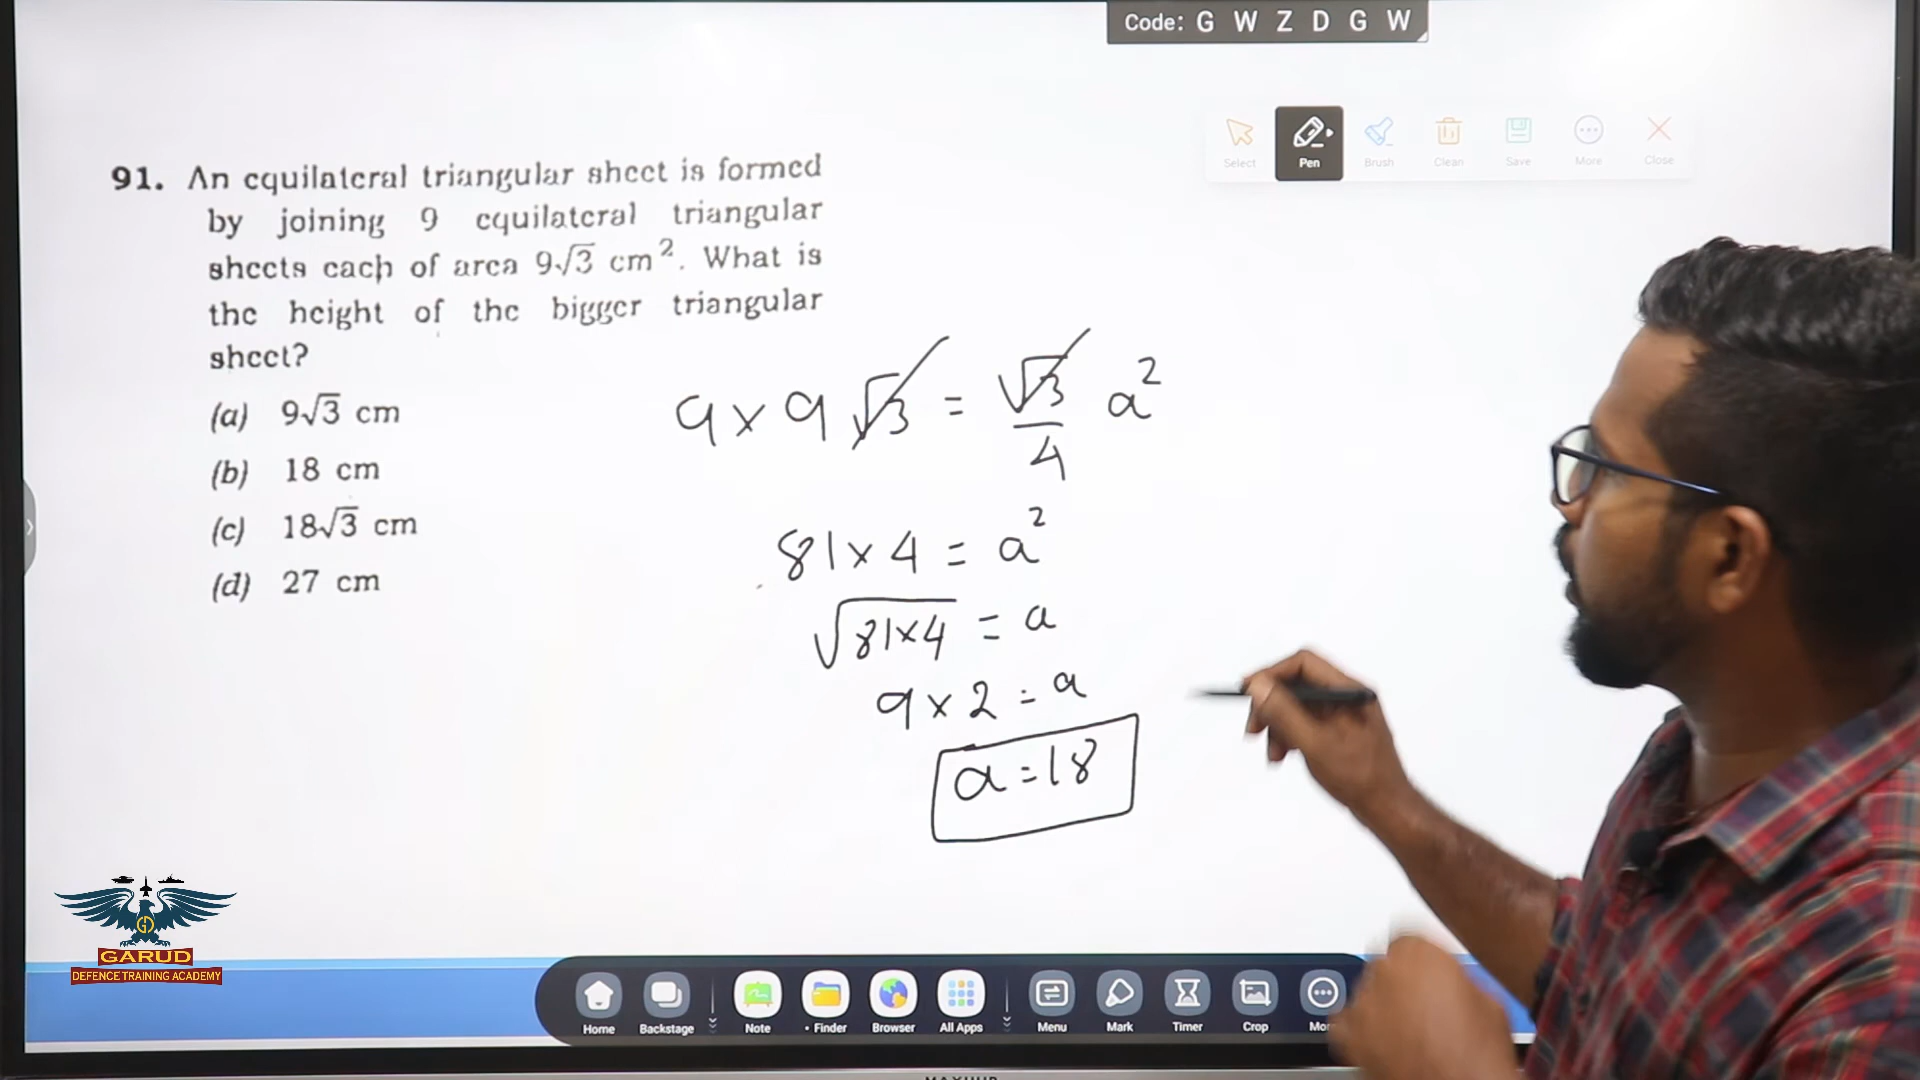 Code: G W Z D G W
Select Pen Brush Clean Save More Close
91. An equilateral triangular sheet is formed
by joining 9 equilateral triangular
sheets each of area 9√3 cm². What is
the height of the bigger triangular
sheet?
(a) 9√3 cm
(b) 18 cm
(c) 18√3 cm
(d) 27 cm
9 × 9 √3 = √3/4 a²
81 × 4 = a²
√81×4 = a
9 × 2 = a
a = 18
GARUD
DEFENCE TRAINING ACADEMY
Home Backstage Note • Finder Browser All Apps Menu Mark Timer Crop More